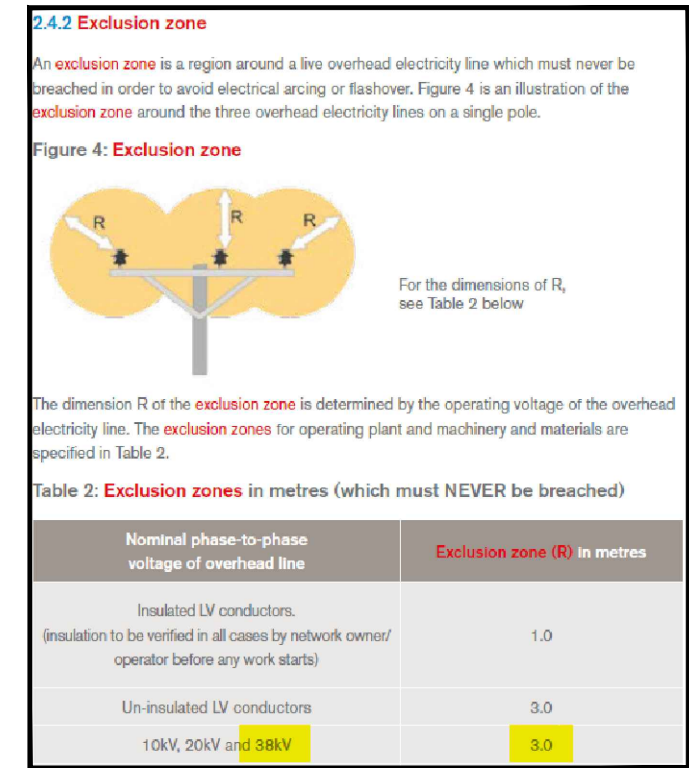 2.4.2 Exclusion zone
An exclusion zone is a region around a live overhead electricity line which must never be
breached in order to avoid electrical arcing or flashover. Figure 4 is an illustration of the
exclusion zone around the three overhead electricity lines on a single pole.
Figure 4: Exclusion zone
R
R
R
For the dimensions of R,
see Table 2 below
The dimension R of the exclusion zone is determined by the operating voltage of the overhead
electricity line. The exclusion zones for operating plant and machinery and materials are
specified in Table 2.
Table 2: Exclusion zones in metres (which must NEVER be breached)
Nominal phase-to-phase
voltage of overhead line
Exclusion zone (R) in metres
Insulated LV conductors.
(insulation to be verified in all cases by network owner/
operator before any work starts)
1.0
Un-insulated LV conductors
3.0
10kV, 20kV and 38kV
3.0